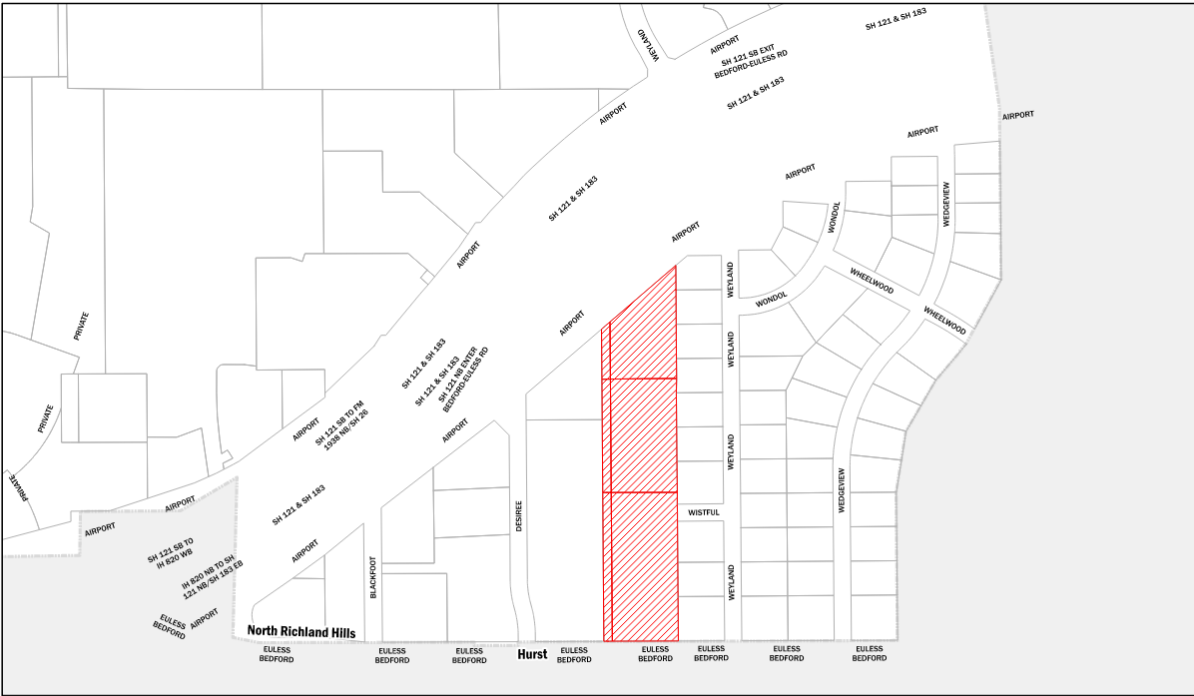 SH 121 & SH 183
WEYLAND
AIRPORT
SH 121 SB EXIT
BEDFORD-EULESS RD
SH 121 & SH 183
AIRPORT
AIRPORT
AIRPORT
AIRPORT
SH 121 & SH 183
WEDGEVIEW
WONDOL
AIRPORT
AIRPORT
WEYLAND
WHEELWOOD
WONDOL
PRIVATE
AIRPORT
WHEELWOOD
WEYLAND
SH 121 & SH 183
SH 121 & SH 183
SH 121 NB ENTER
BEDFORD-EULESS RD
PRIVATE
AIRPORT
SH 121 SB TO FM
1938 NB/SH 26
AIRPORT
WEYLAND
PRIVATE
WEDGEVIEW
AIRPORT
SH 121 & SH 183
DESIREE
WISTFUL
AIRPORT
SH 121 SB TO
IH 820 WB
AIRPORT
IH 820 NB TO SH
121 NB/SH 183 EB
BLACKFOOT
WEYLAND
EULESS
BEDFORD
AIRPORT
North Richland Hills
Hurst
EULESS
BEDFORD
EULESS
BEDFORD
EULESS
BEDFORD
EULESS
BEDFORD
EULESS
BEDFORD
EULESS
BEDFORD
EULESS
BEDFORD
EULESS
BEDFORD